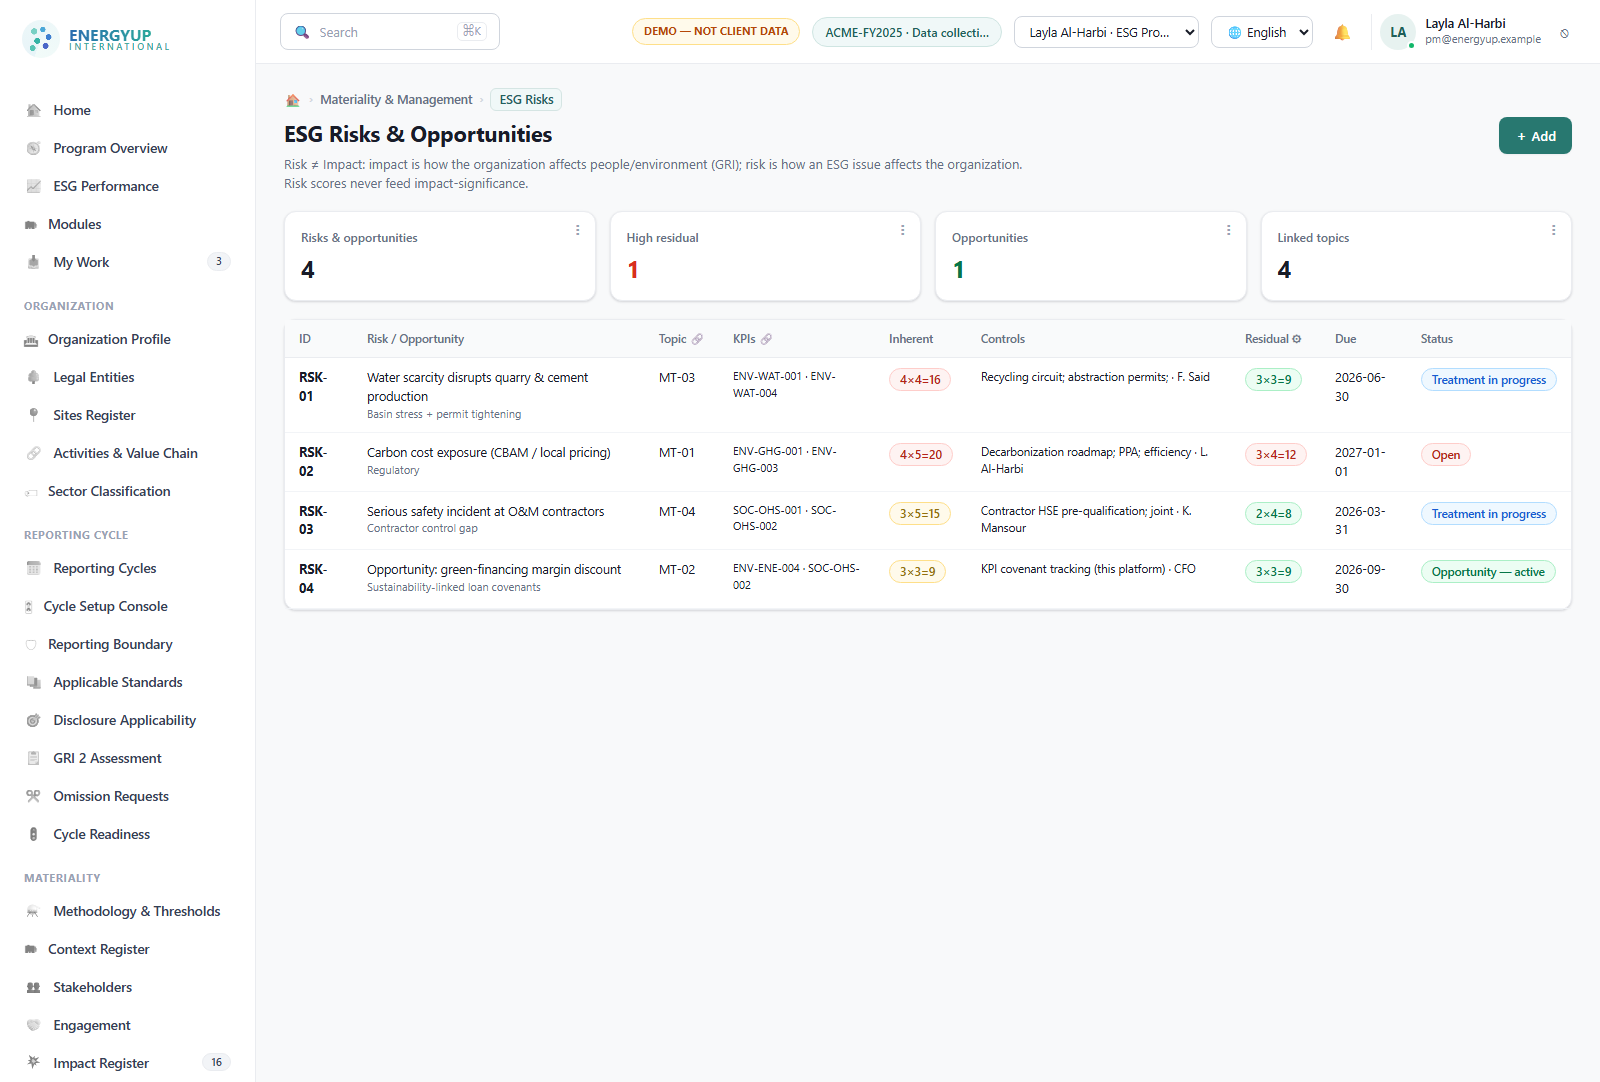 ENERGYUP
INTERNATIONAL
Search
⌘K
DEMO — NOT CLIENT DATA
ACME-FY2025 · Data collecti...
Layla Al-Harbi · ESG Pro...
English
LA
Layla Al-Harbi
pm@energyup.example
Home
Program Overview
ESG Performance
Modules
My Work
3
ORGANIZATION
Organization Profile
Legal Entities
Sites Register
Activities & Value Chain
Sector Classification
REPORTING CYCLE
Reporting Cycles
Cycle Setup Console
Reporting Boundary
Applicable Standards
Disclosure Applicability
GRI 2 Assessment
Omission Requests
Cycle Readiness
MATERIALITY
Methodology & Thresholds
Context Register
Stakeholders
Engagement
Impact Register
16
› Materiality & Management › ESG Risks
ESG Risks & Opportunities
+ Add
Risk ≠ Impact: impact is how the organization affects people/environment (GRI); risk is how an ESG issue affects the organization.
Risk scores never feed impact-significance.
Risks & opportunities
4
High residual
1
Opportunities
1
Linked topics
4
ID Risk / Opportunity Topic KPIs Inherent Controls Residual Due Status
RSK-
01
Water scarcity disrupts quarry & cement
production
Basin stress + permit tightening
MT-03
ENV-WAT-001 · ENV-
WAT-004
4×4=16
Recycling circuit; abstraction permits; · F. Said
3×3=9
2026-06-
30
Treatment in progress
RSK-
02
Carbon cost exposure (CBAM / local pricing)
Regulatory
MT-01
ENV-GHG-001 · ENV-
GHG-003
4×5=20
Decarbonization roadmap; PPA; efficiency · L.
Al-Harbi
3×4=12
2027-01-
01
Open
RSK-
03
Serious safety incident at O&M contractors
Contractor control gap
MT-04
SOC-OHS-001 · SOC-
OHS-002
3×5=15
Contractor HSE pre-qualification; joint · K.
Mansour
2×4=8
2026-03-
31
Treatment in progress
RSK-
04
Opportunity: green-financing margin discount
Sustainability-linked loan covenants
MT-02
ENV-ENE-004 · SOC-OHS-
002
3×3=9
KPI covenant tracking (this platform) · CFO
3×3=9
2026-09-
30
Opportunity — active